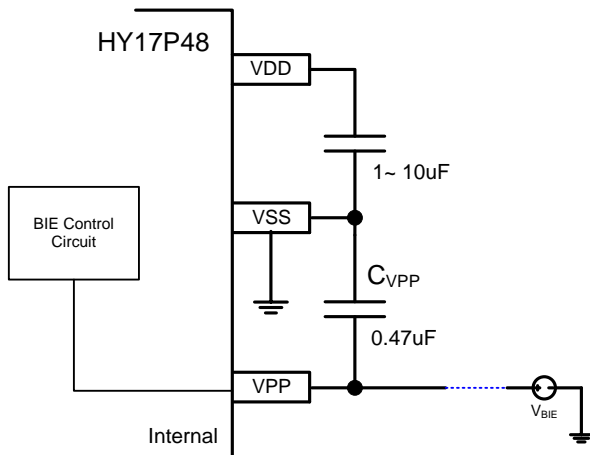 HY17P48
VDD
1~ 10uF
BIE Control
Circuit
VSS
CVPP
0.47uF
VPP
VBIE
Internal